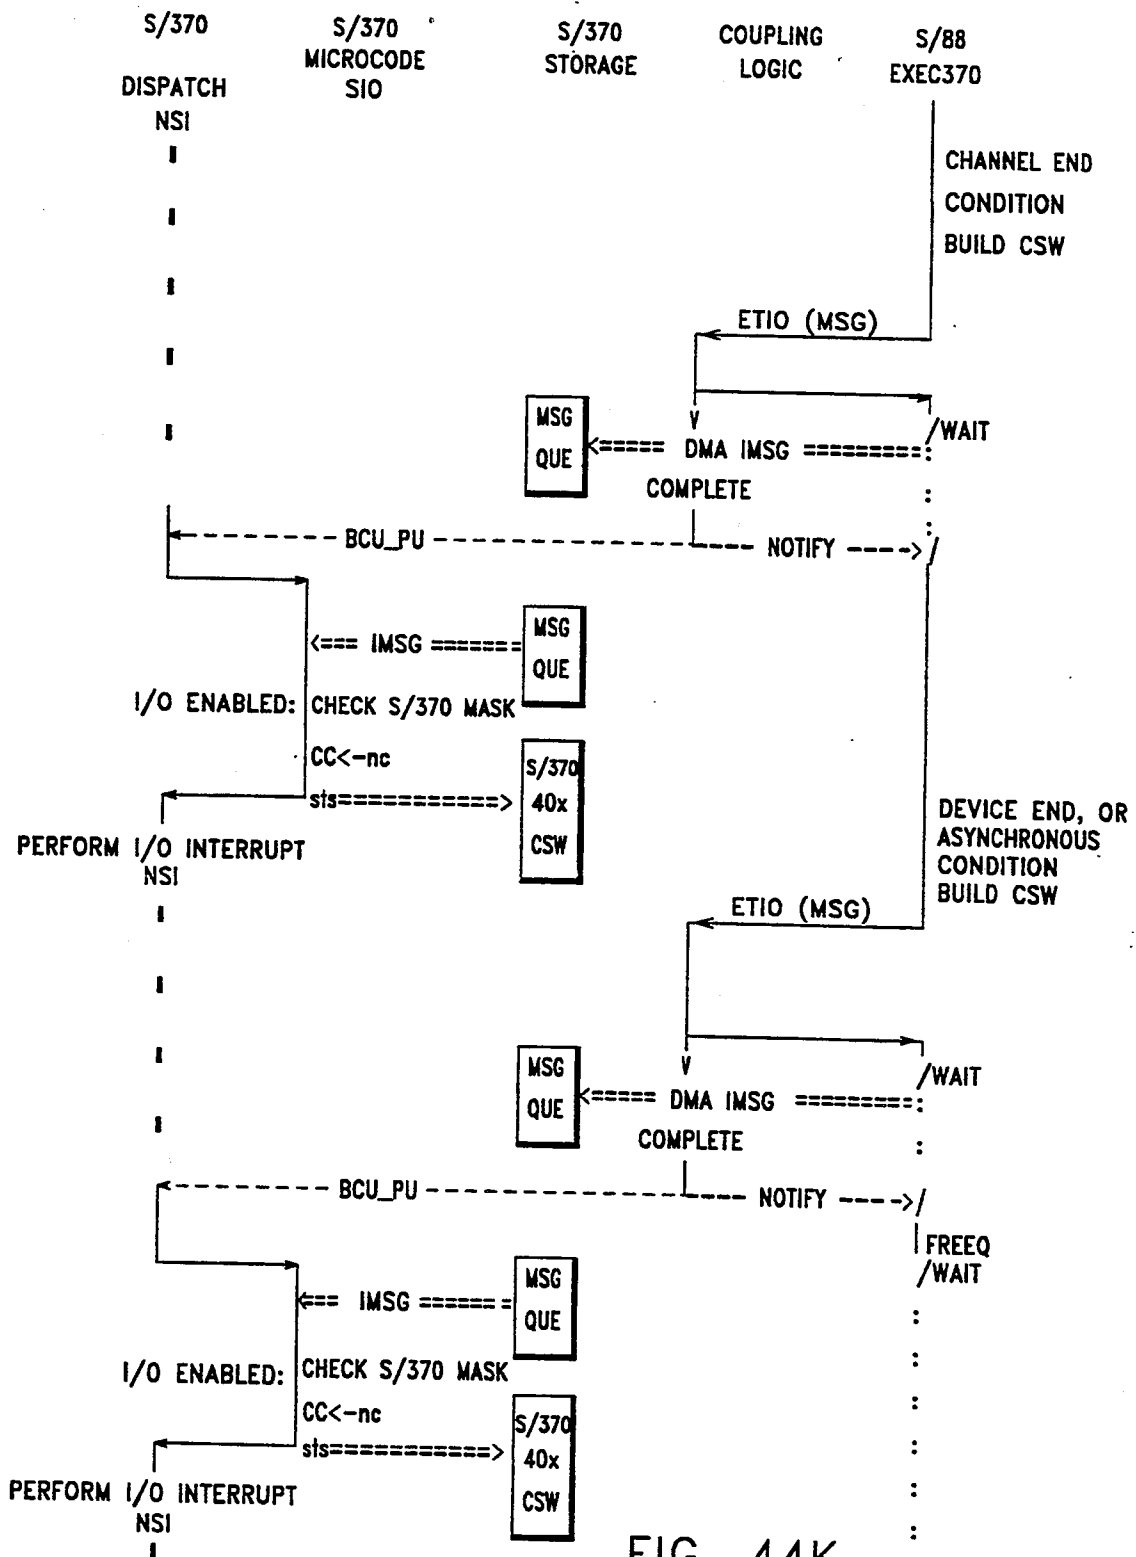 S/370
DISPATCH
NSI
S/370
MICROCODE
SIO
S/370
STORAGE
COUPLING
LOGIC
S/88
EXEC370
CHANNEL END
CONDITION
BUILD CSW
ETIO (MSG)
MSG
QUE
<===== DMA IMSG =========:
/WAIT
COMPLETE
BCU_PU
NOTIFY
<=== IMSG =======
MSG
QUE
I/O ENABLED: CHECK S/370 MASK
CC<-nc
sts===========>
S/370
40x
CSW
PERFORM I/O INTERRUPT
NSI
DEVICE END, OR
ASYNCHRONOUS
CONDITION
BUILD CSW
ETIO (MSG)
MSG
QUE
<===== DMA IMSG =========:
/WAIT
COMPLETE
BCU_PU
NOTIFY
FREEQ
/WAIT
<=== IMSG =======
MSG
QUE
I/O ENABLED: CHECK S/370 MASK
CC<-nc
sts===========>
S/370
40x
CSW
PERFORM I/O INTERRUPT
NSI
FIG. 44K